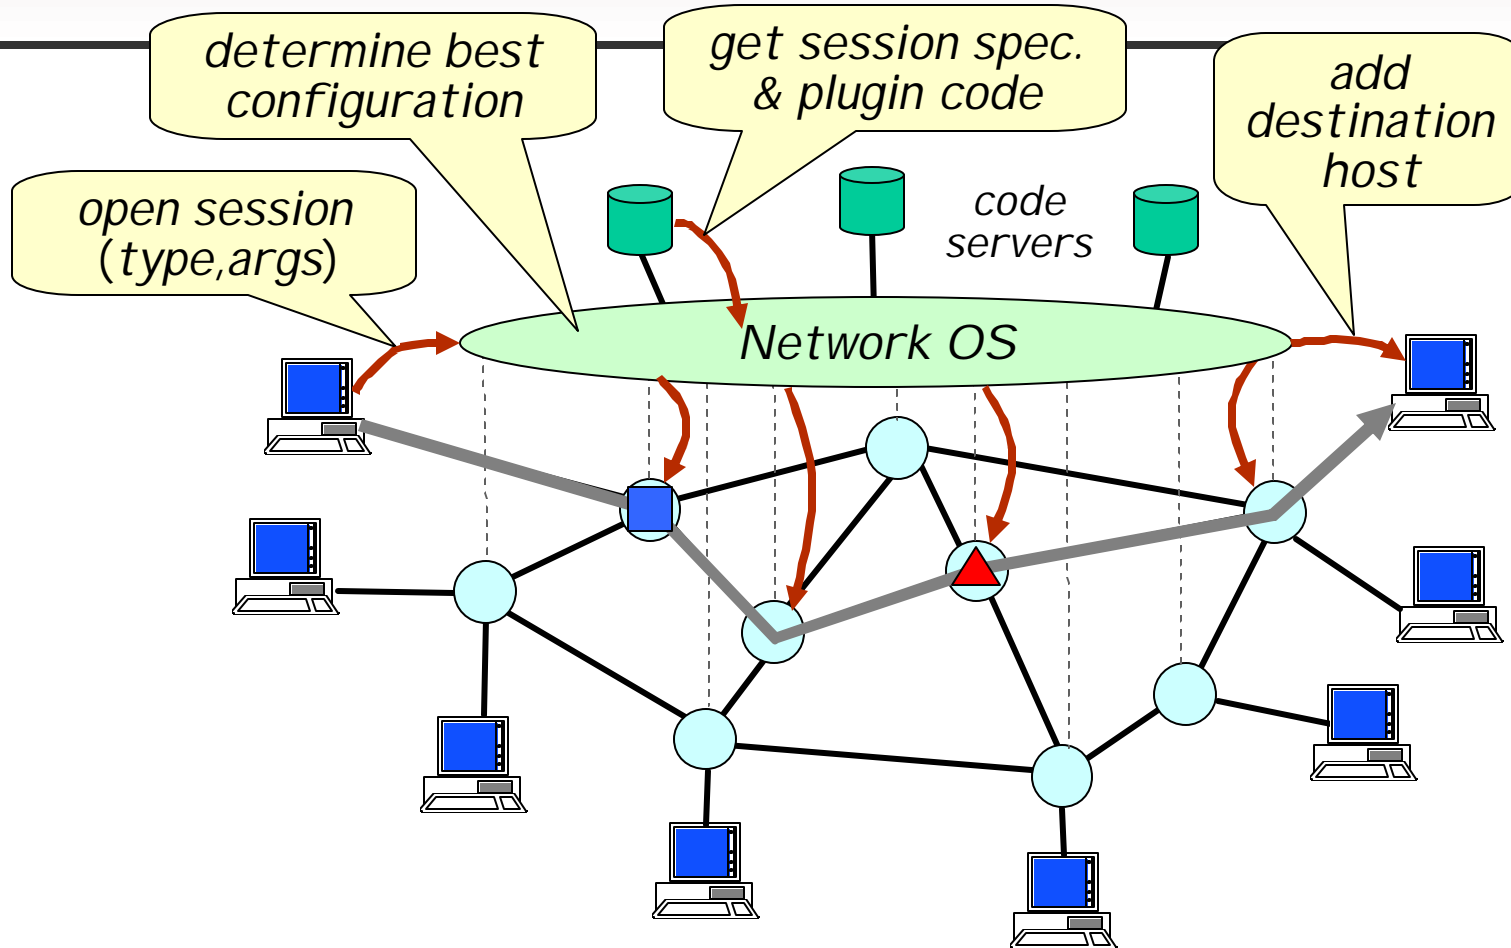 determine best
configuration
get session spec.
& plugin code
add
destination
host
open session
(type,args)
code
servers
Network OS